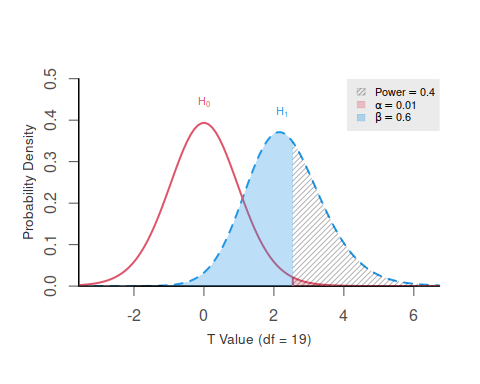 H₀
H₁
Power = 0.4
α = 0.01
β = 0.6
Probability Density
0.5
0.4
0.3
0.2
0.1
0.0
-2 0 2 4 6
T Value (df = 19)